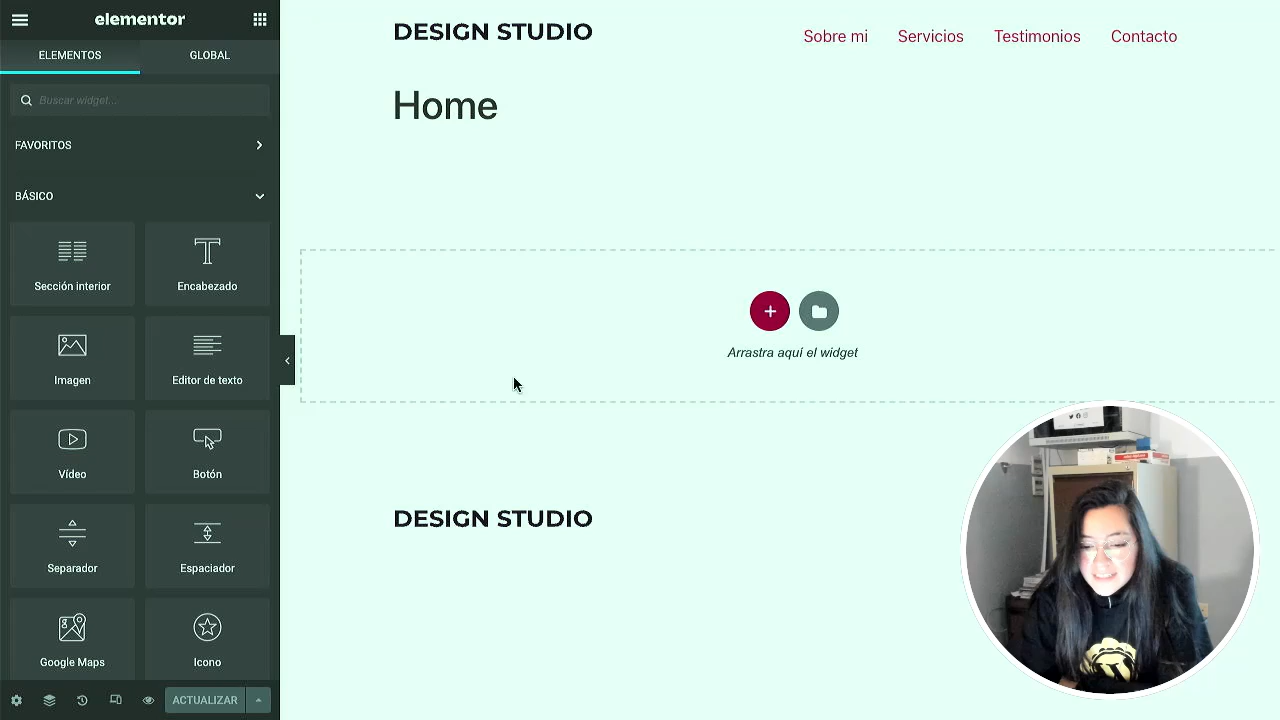 elementor
ELEMENTOS
GLOBAL
Buscar widget...
FAVORITOS
BÁSICO
Sección interior
Encabezado
Imagen
Editor de texto
Vídeo
Botón
Separador
Espaciador
Google Maps
Icono
ACTUALIZAR
DESIGN STUDIO
Sobre mi
Servicios
Testimonios
Contacto
Home
Arrastra aquí el widget
DESIGN STUDIO